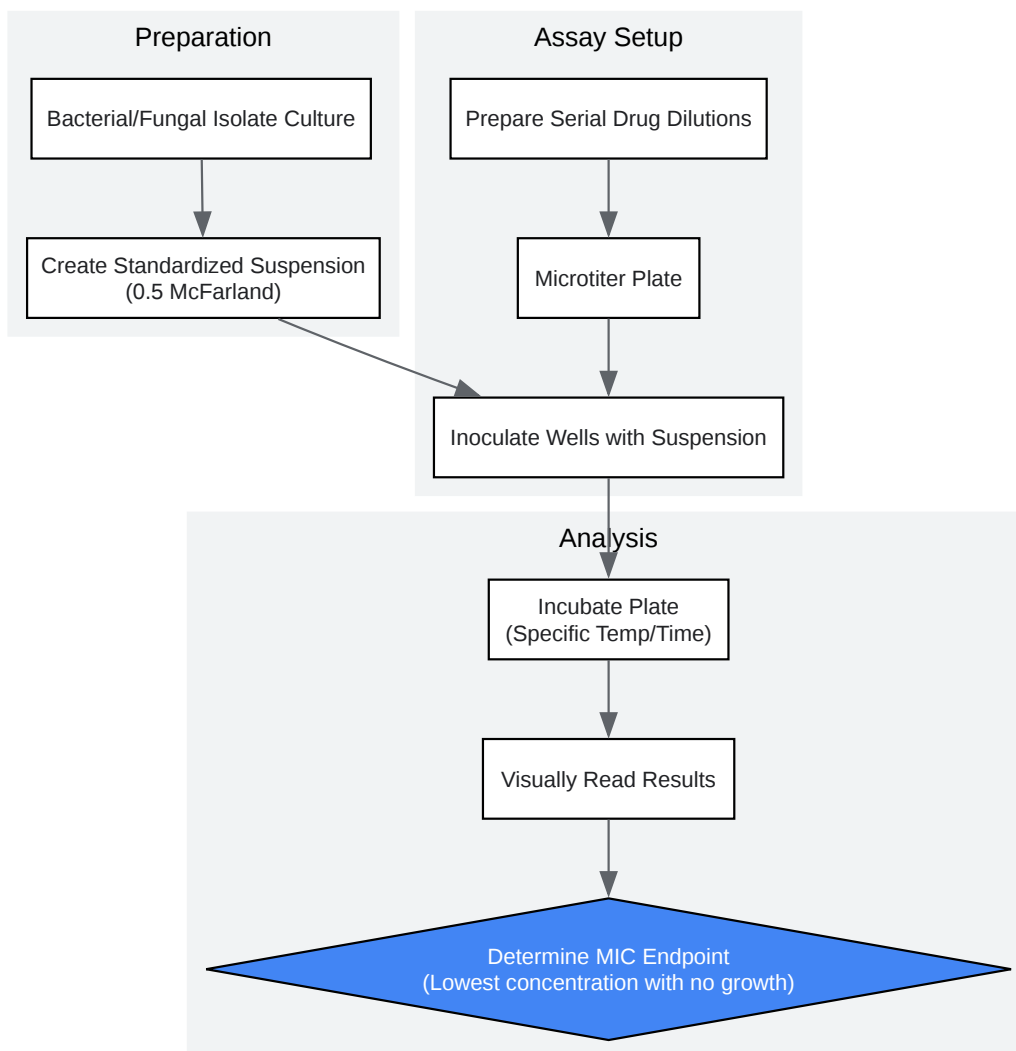 Preparation
Bacterial/Fungal Isolate Culture
Create Standardized Suspension
(0.5 McFarland)
Assay Setup
Prepare Serial Drug Dilutions
Microtiter Plate
Inoculate Wells with Suspension
Analysis
Incubate Plate
(Specific Temp/Time)
Visually Read Results
Determine MIC Endpoint
(Lowest concentration with no growth)